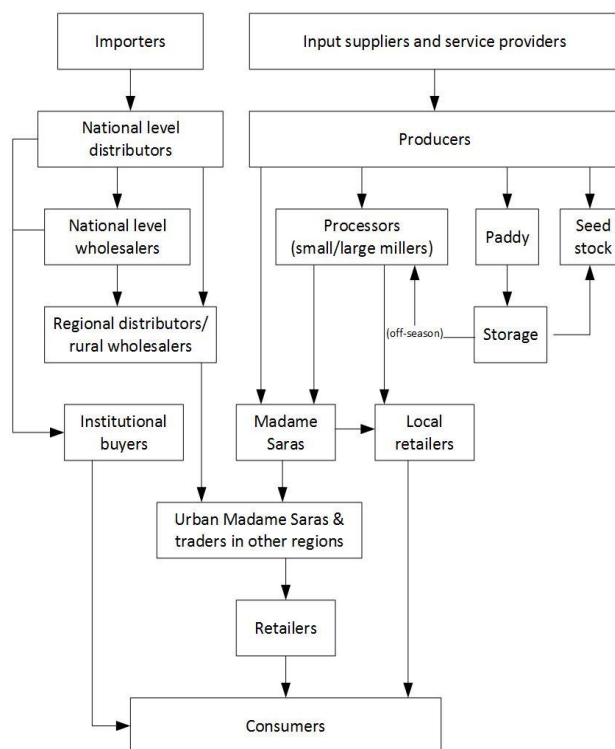 Importers
Input suppliers and service providers
National level
distributors
Producers
National level
wholesalers
Processors
(small/large millers)
Paddy
Seed
stock
Regional distributors/
rural wholesalers
(off-season)
Storage
Institutional
buyers
Madame
Saras
Local
retailers
Urban Madame Saras &
traders in other regions
Retailers
Consumers